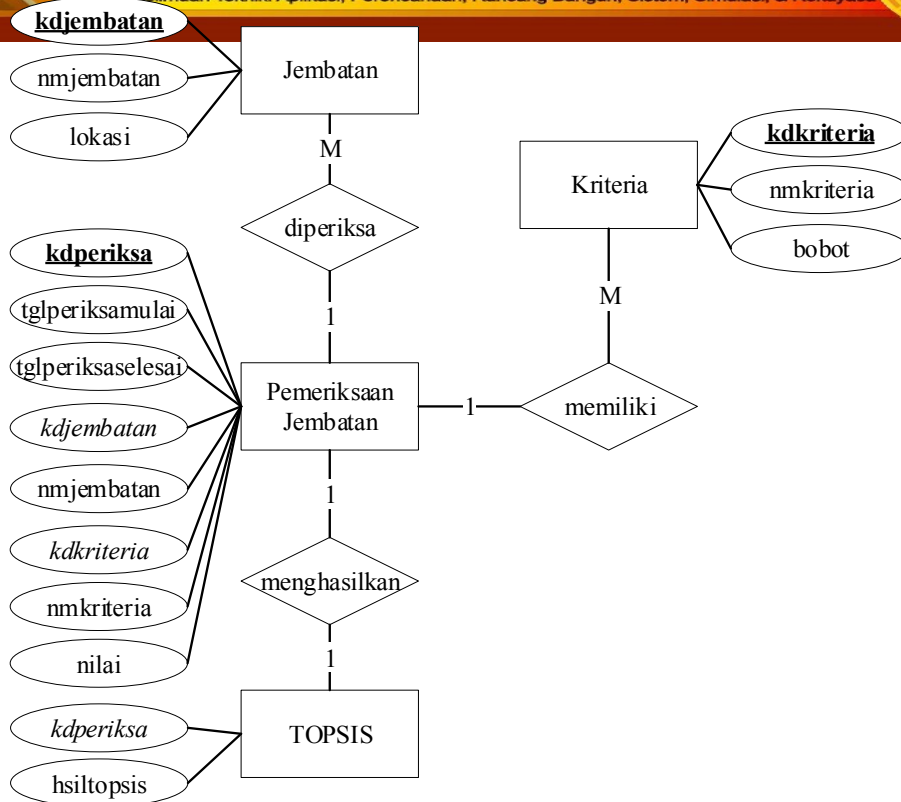 kdjembatan
nmjembatan
lokasi
Jembatan
M
diperiksa
1
Kriteria
kdkriteria
nmkriteria
bobot
M
memiliki
1
kdperiksa
tglperiksamulai
tglperiksaselesai
kdjembatan
nmjembatan
kdkriteria
nmkriteria
nilai
Pemeriksaan
Jembatan
1
menghasilkan
1
kdperiksa
hsiltopsis
TOPSIS